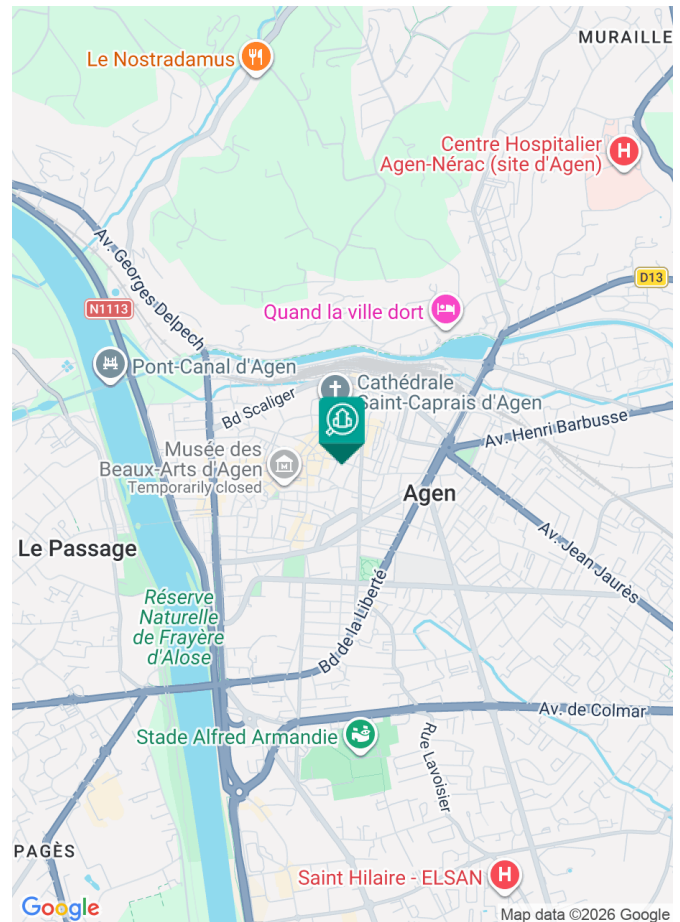 MURAILLE
Le Nostradamus
Centre Hospitalier
Agen-Nérac (site d'Agen)
H
Av. Georges Delpech
D13
N1113
Quand la ville dort
Pont-Canal d'Agen
Bd Scaliger
Cathédrale
Saint-Caprais d'Agen
Av. Henri Barbusse
Musée des
Beaux-Arts d'Agen
Temporarily closed
M
Agen
Av. Jean Jaurès
Le Passage
Réserve
Naturelle
de Frayère
d'Alose
Bd de la Liberté
Av. de Colmar
Stade Alfred Armandie
Rue Lavoisier
PAGÈS
Saint Hilaire - ELSAN
H
Google
Map data ©2026 Google